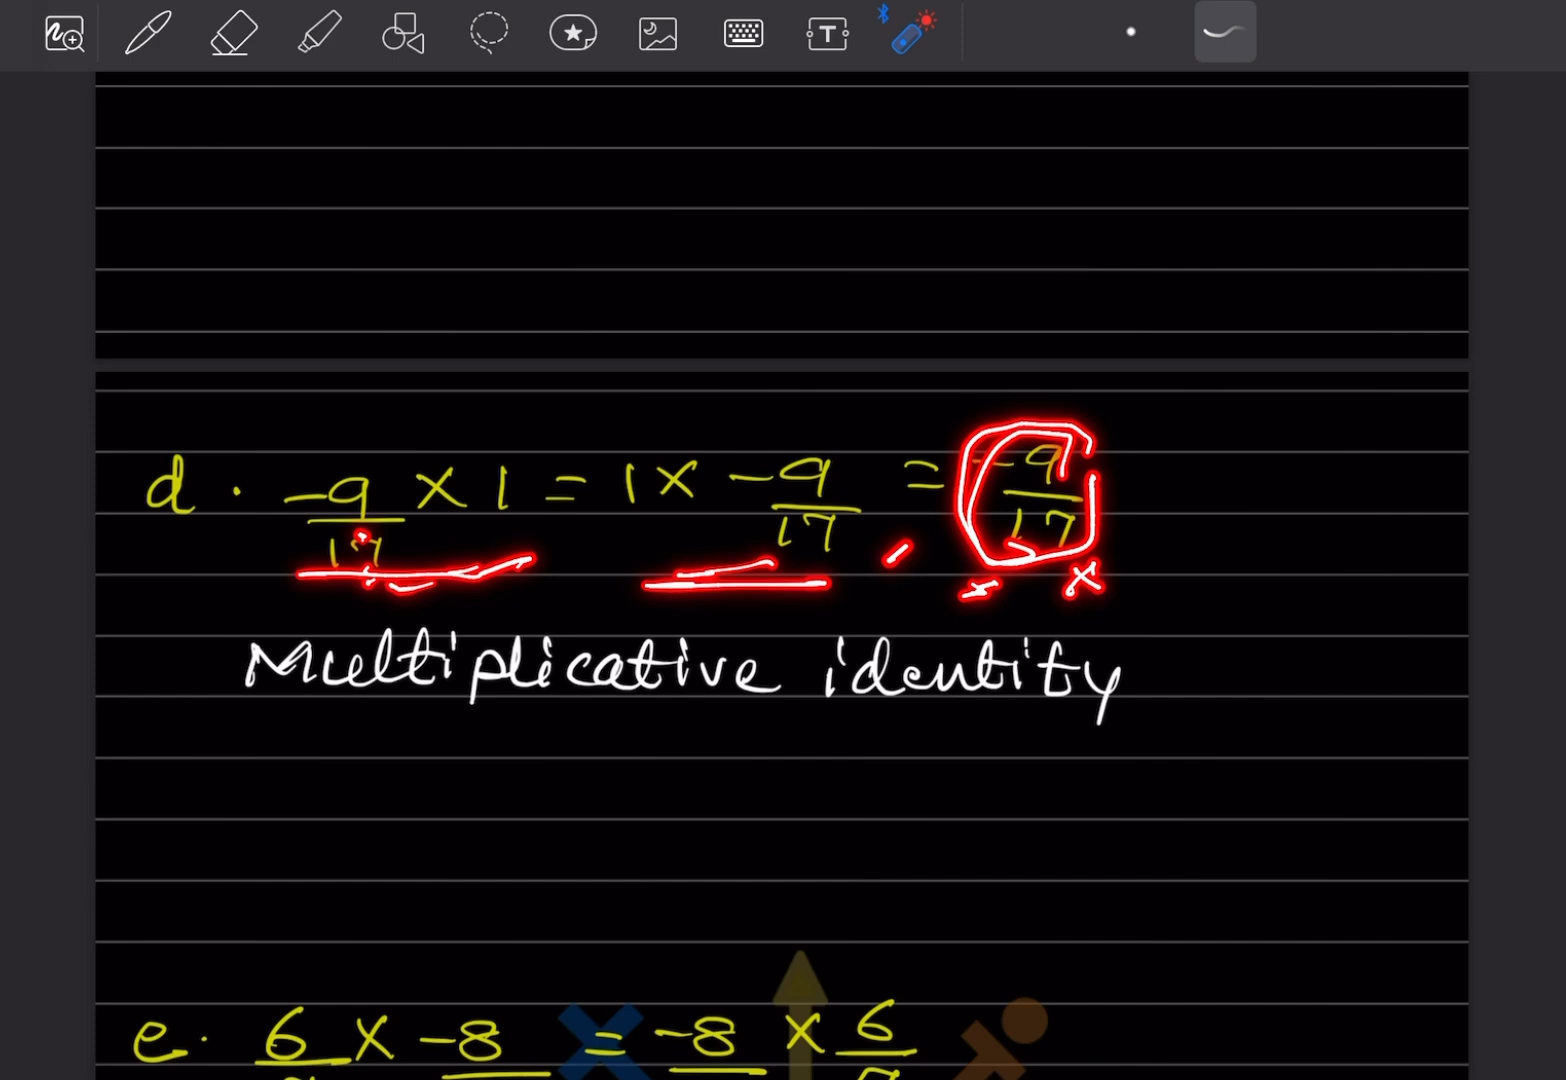 d. -9/17 × 1 = 1 × -9/17 = -9/17
Multiplicative identity
e. 6 × -8 = -8 × 6